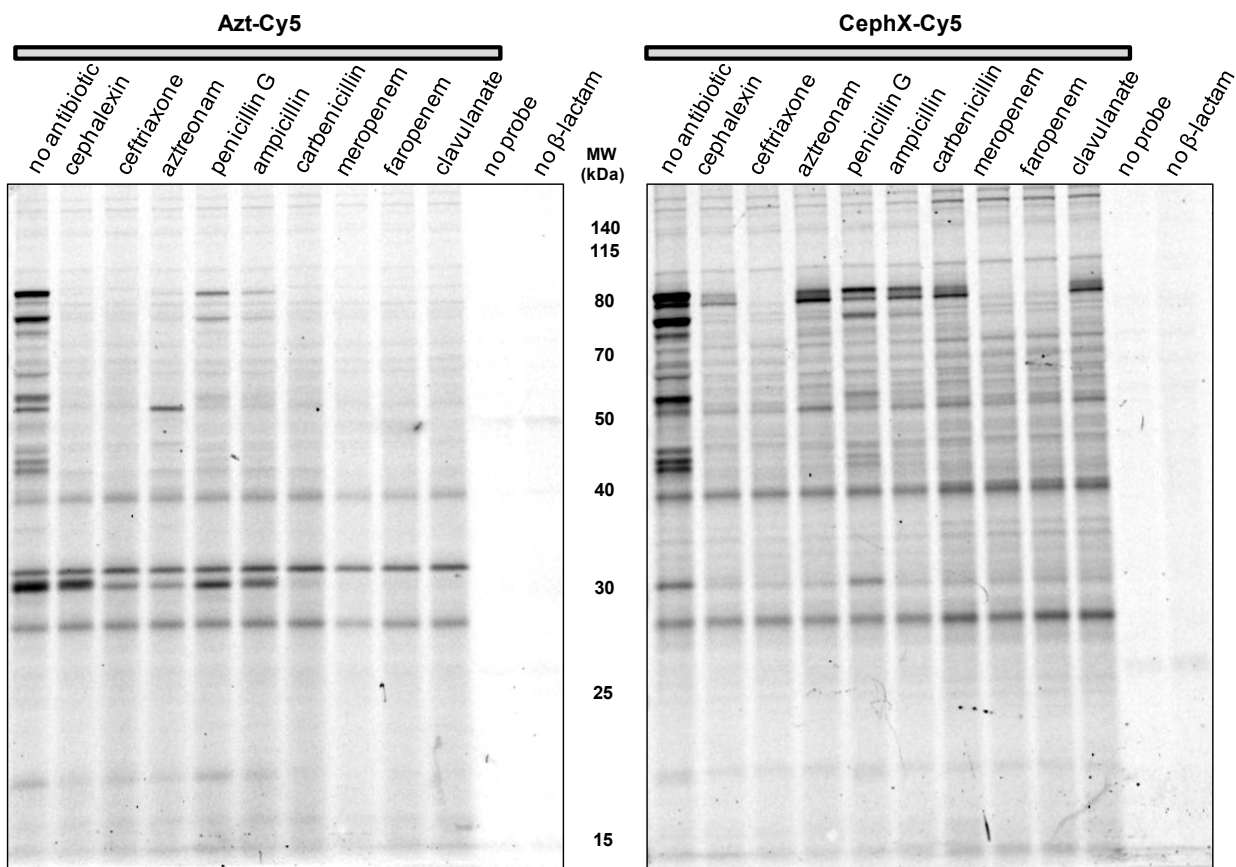 Azt-Cy5
CephX-Cy5
no antibiotic
cephalexin
ceftriaxone
aztreonam
penicillin G
ampicillin
carbenicillin
meropenem
faropenem
clavulanate
no probe
no β-lactam
MW
(kDa)
no antibiotic
cephalexin
ceftriaxone
aztreonam
penicillin G
ampicillin
carbenicillin
meropenem
faropenem
clavulanate
no probe
no β-lactam
140
115
80
70
50
40
30
25
15